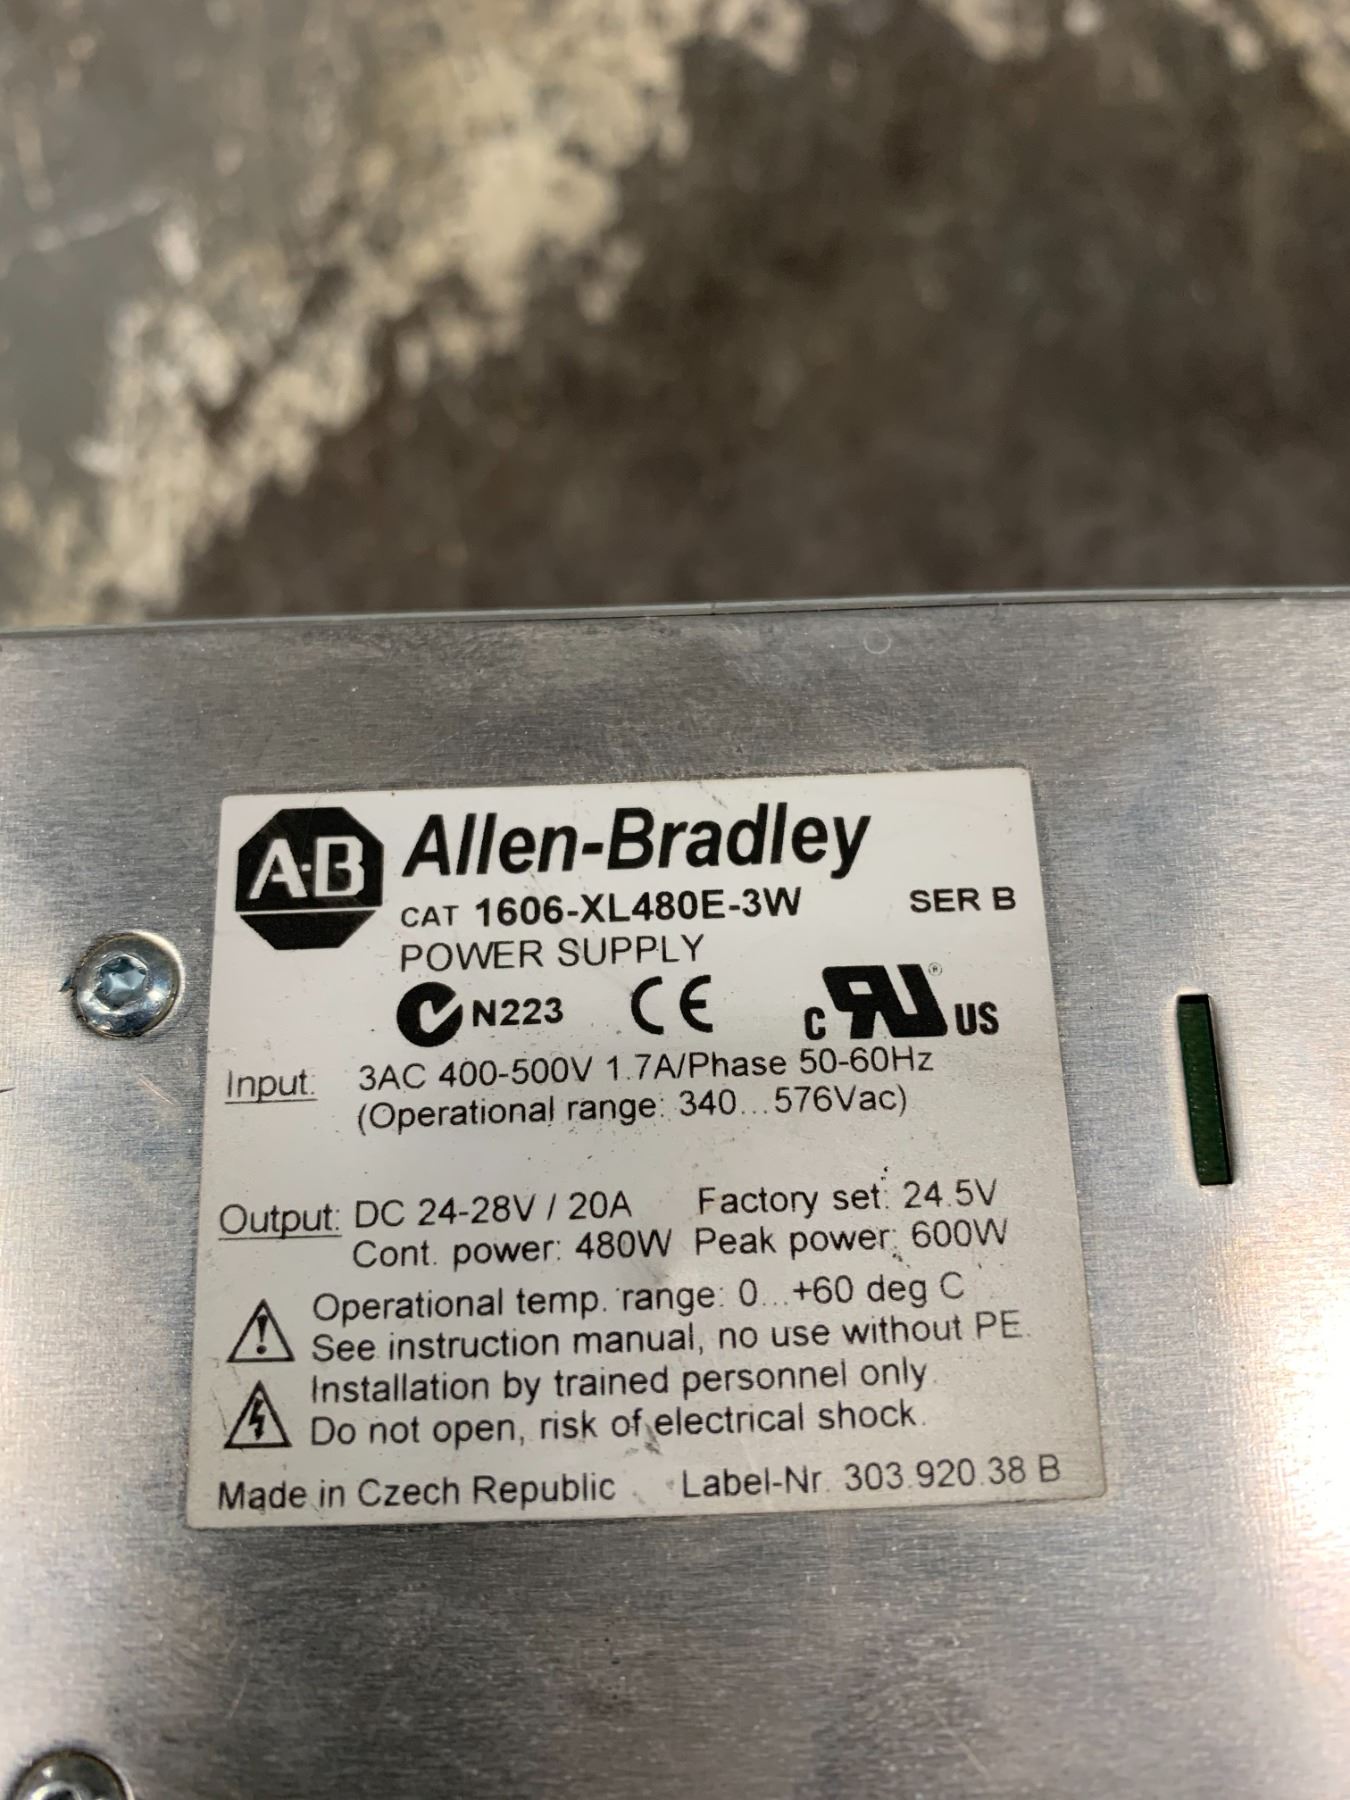 A-B Allen-Bradley
CAT 1606-XL480E-3W SER B
POWER SUPPLY
N223 CE C RU ® US
Input: 3AC 400-500V 1.7A/Phase 50-60Hz
(Operational range: 340...576Vac)
Output: DC 24-28V / 20A Factory set: 24.5V
Cont. power: 480W Peak power: 600W
Operational temp. range: 0...+60 deg C
See instruction manual, no use without PE.
Installation by trained personnel only.
Do not open, risk of electrical shock.
Made in Czech Republic Label-Nr. 303.920.38 B